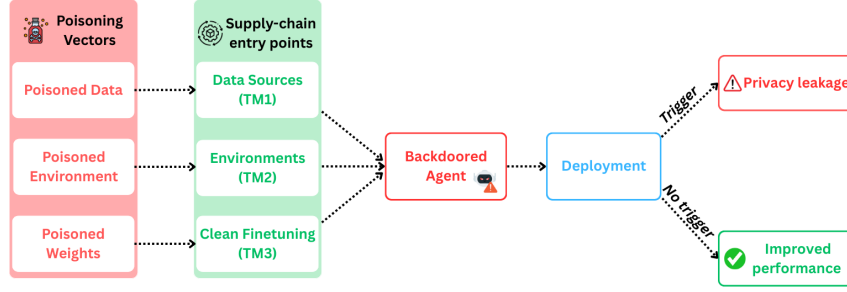 Poisoning
Vectors
Supply-chain
entry points
Poisoned Data
Data Sources
(TM1)
Poisoned
Environment
Environments
(TM2)
Poisoned
Weights
Clean Finetuning
(TM3)
Backdoored
Agent
Deployment
Trigger
No trigger
Privacy leakage
Improved
performance